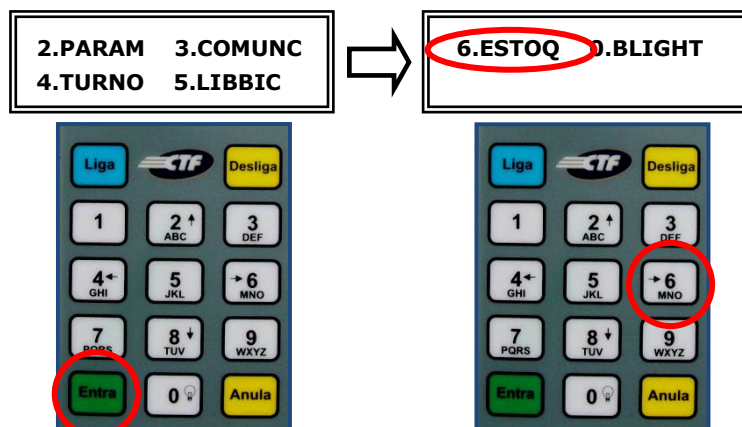 2.PARAM 3.COMUNC
4.TURNO 5.LIBBIC
6.ESTOQ 0.BLIGHT
Liga CTF Desliga
1 2 3
ABC DEF
4 5 6
GHI JKL MNO
7 8 9
PQRS TUV WXYZ
Entra 0 Anula
Liga CTF Desliga
1 2 3
ABC DEF
4 5 6
GHI JKL MNO
7 8 9
PQRS TUV WXYZ
Entra 0 Anula